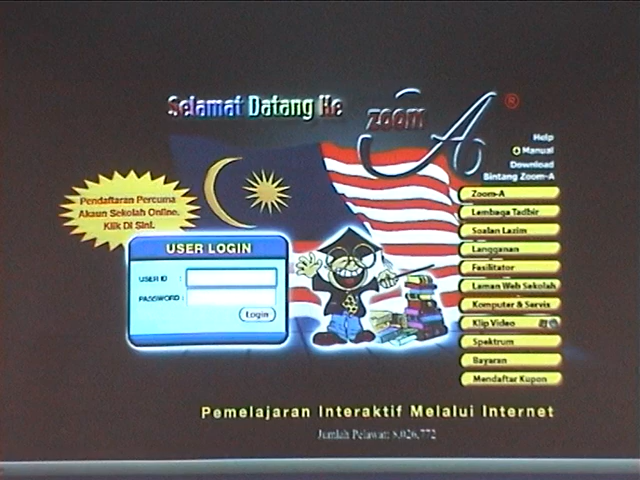 Selamat Datang Ke
zoom A ®
Help
Manual
Download
Bintang Zoom-A
Pendaftaran Percuma
Akaun Sekolah Online.
Klik Di Sini.
USER LOGIN
USER ID :
PASSWORD :
Login
Zoom-A
Lembaga Tadbir
Soalan Lazim
Langganan
Fasilitator
Laman Web Sekolah
Komputer & Servis
Klip Video
Spektrum
Bayaran
Mendaftar Kupon
Pemelajaran Interaktif Melalui Internet
Jumlah Pelawat: 8,026,772